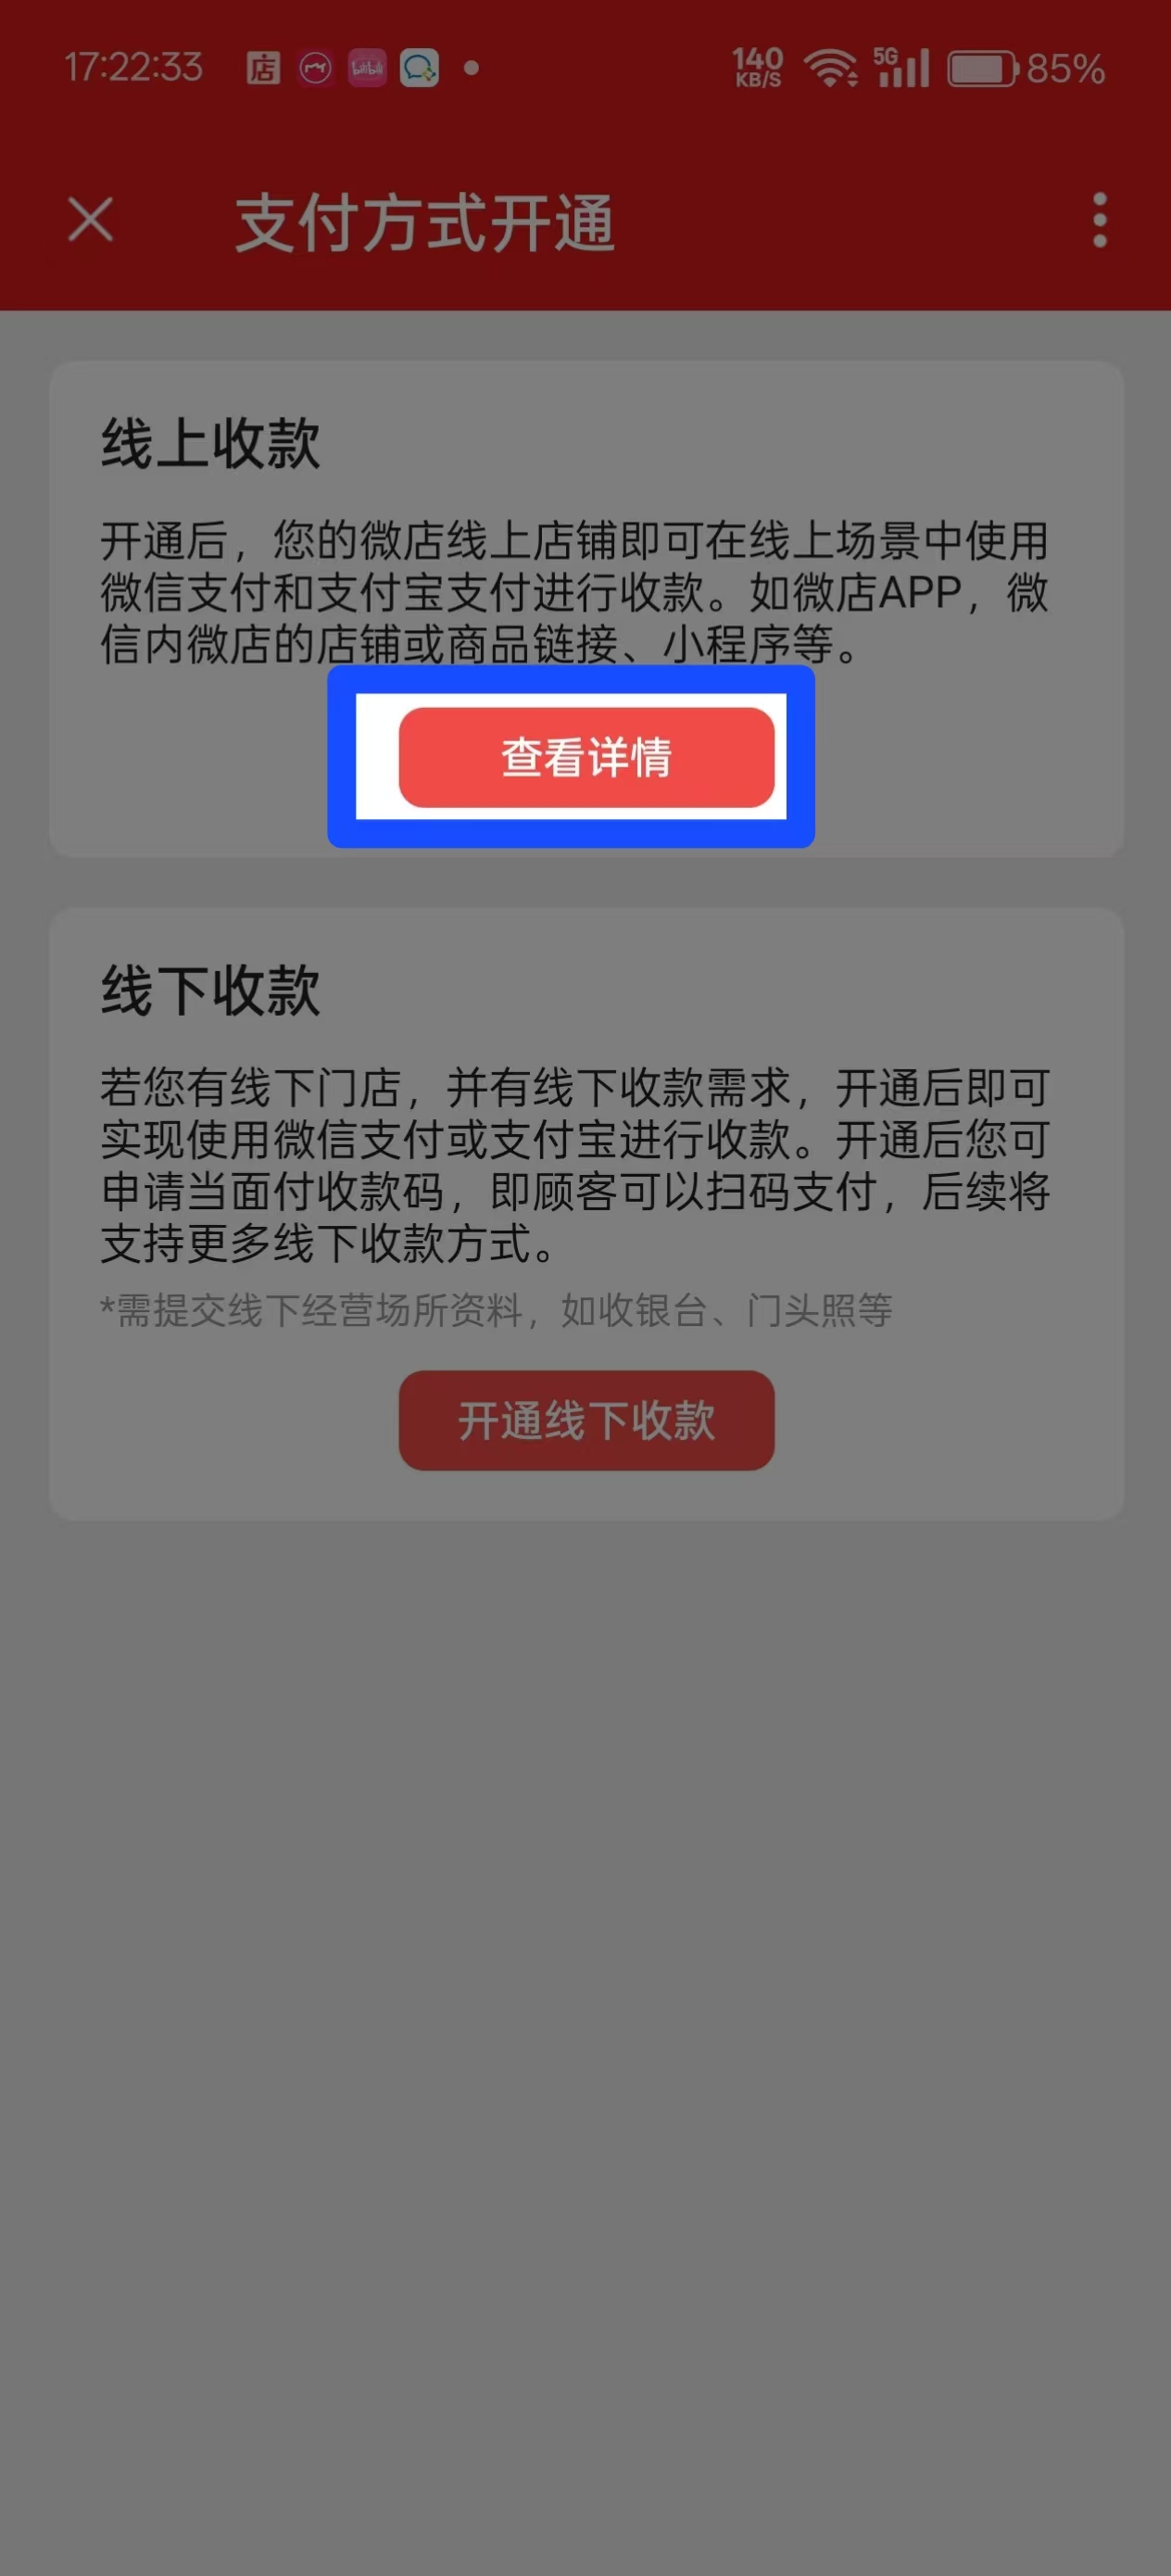 17:22:33 店 bilibili 140 KB/S 5G 85%
支付方式开通
线上收款
开通后，您的微店线上店铺即可在线上场景中使用
微信支付和支付宝支付进行收款。如微店APP，微
信内微店的店铺或商品链接、小程序等。
查看详情
线下收款
若您有线下门店，并有线下收款需求，开通后即可
实现使用微信支付或支付宝进行收款。开通后您可
申请当面付收款码，即顾客可以扫码支付，后续将
支持更多线下收款方式。
*需提交线下经营场所资料，如收银台、门头照等
开通线下收款